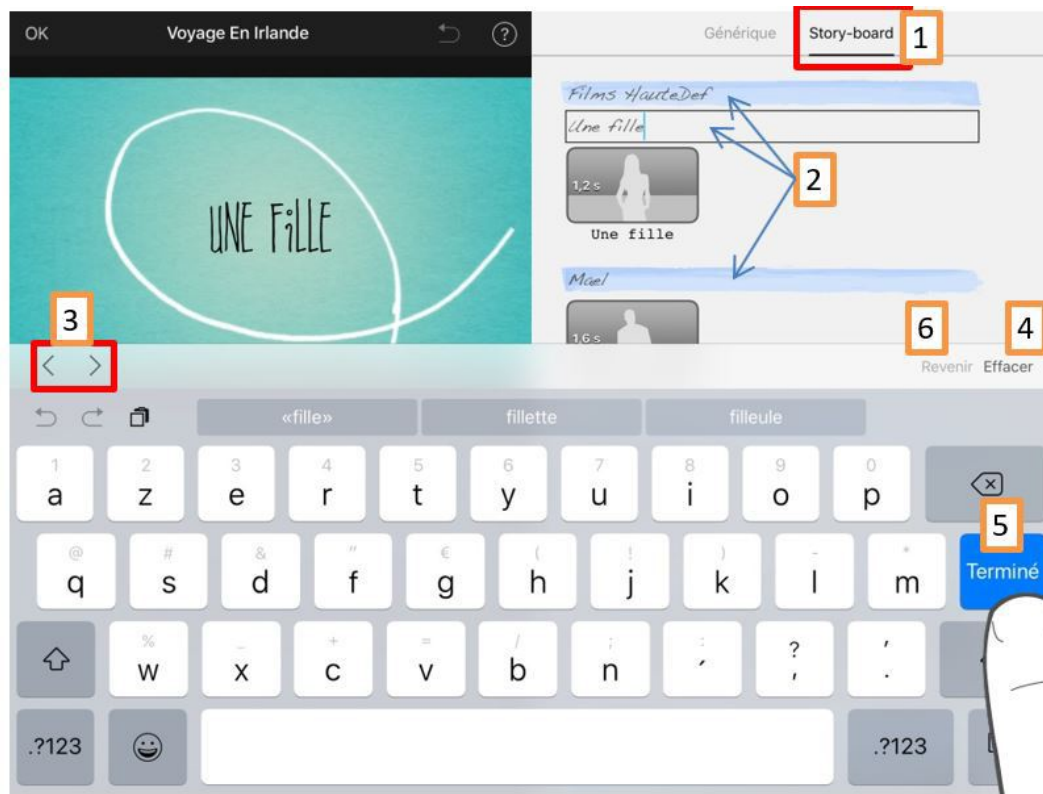 OK
Voyage En Irlande
?
Générique
Story-board
1
Films HauteDef
Une fille
2
1,2 s
Une fille
UNE FiLLE
Mael
1,6 s
3
6
4
Revenir
Effacer
«fille»
fillette
filleule
1 2 3 4 5 6 7 8 9 0
a z e r t y u i o p
5
@ # & " € ( ! ) - *
q s d f g h j k l m
Terminé
% _ + = / ; : ? '
w x c v b n ´ , .
.?123
.?123